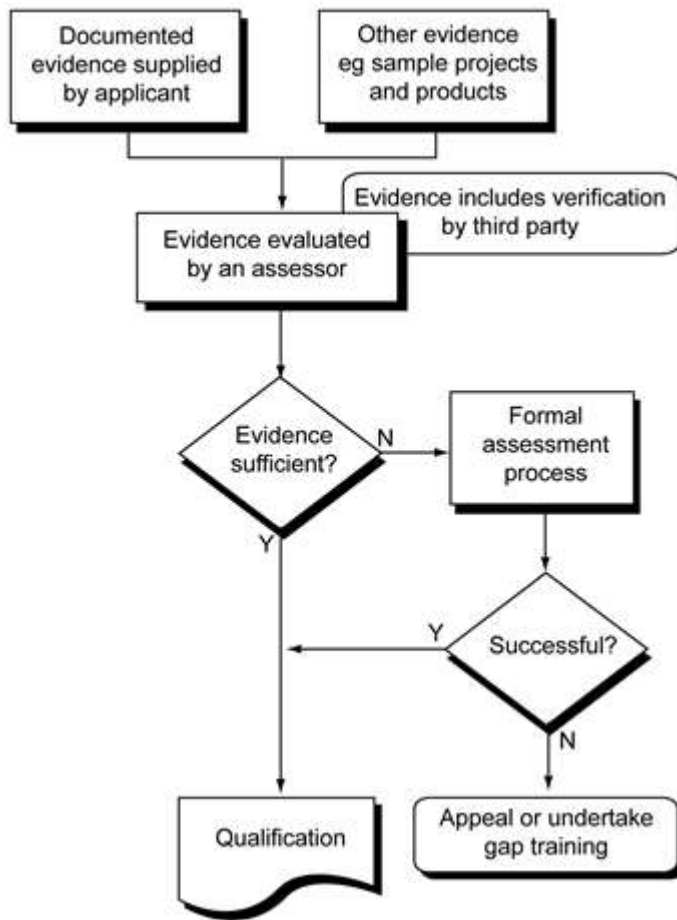 Documented
evidence supplied
by applicant
Other evidence
eg sample projects
and products
Evidence includes verification
by third party
Evidence evaluated
by an assessor
Evidence
sufficient?
N
Y
Formal
assessment
process
Successful?
Y
N
Qualification
Appeal or undertake
gap training